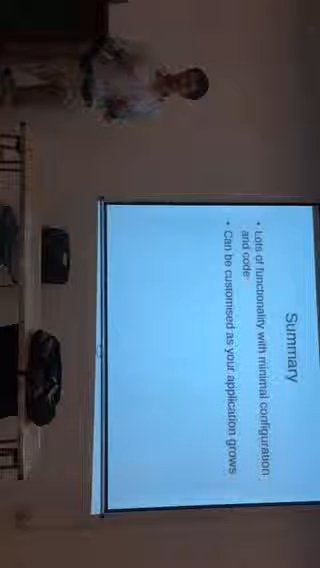 Summary
• Lots of functionality with minimal configuration
and code
• Can be customised as your application grows